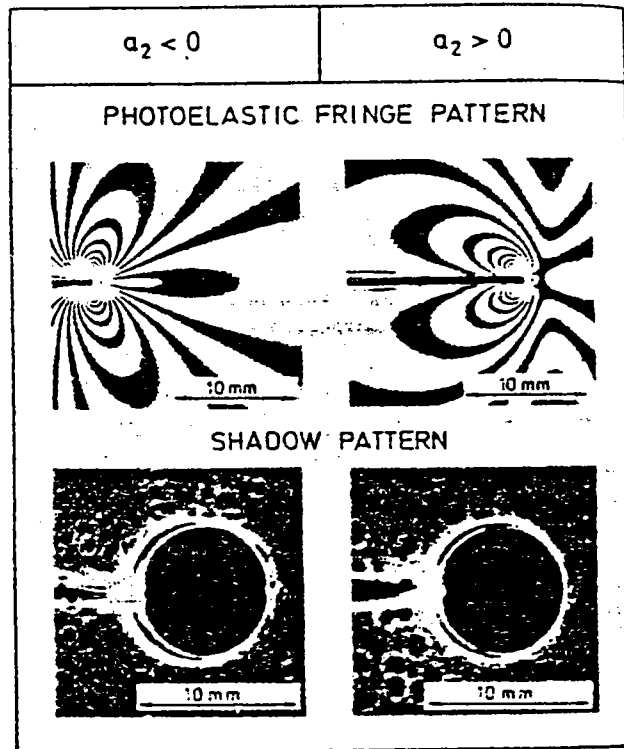 a₂ < 0
a₂ > 0
PHOTOELASTIC FRINGE PATTERN
10 mm
10 mm
SHADOW PATTERN
10 mm
10 mm